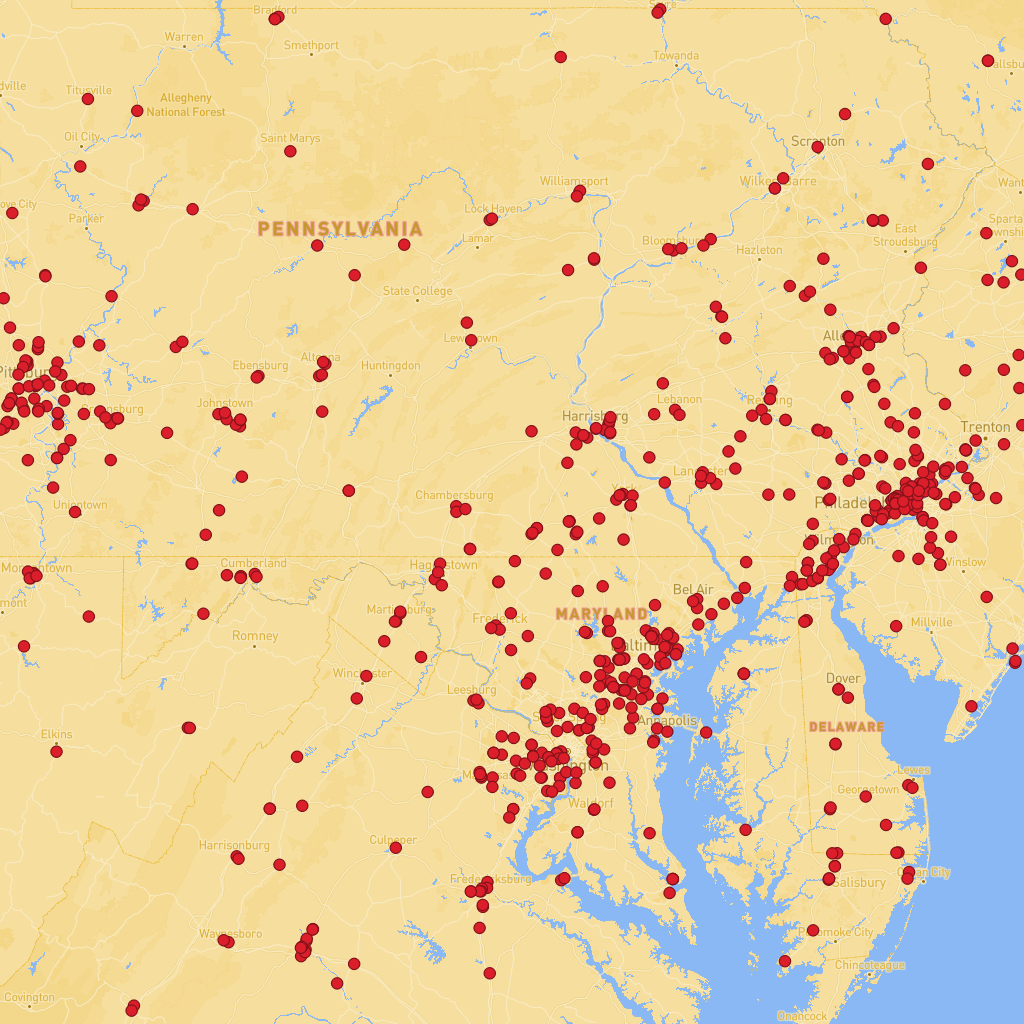 Bradford
Warren
Smethport
Towanda
Titusville
Allegheny
National Forest
Oil City
Saint Marys
Scranton
Williamsport
Wilkes-Barre
Lock Haven
Parker
PENNSYLVANIA
Lamar
Bloomsburg
Hazleton
East
Stroudsburg
State College
Lewistown
Altoona
Ebensburg
Huntingdon
Johnstown
Lebanon
Reading
Harrisburg
Trenton
Lancaster
York
Chambersburg
Uniontown
Philadelphia
Wilmington
Cumberland
Hagerstown
Winslow
Morgantown
Bel Air
Martinsburg
Frederick
MARYLAND
Millville
Romney
Baltimore
Winchester
Leesburg
Dover
Annapolis
DELAWARE
Elkins
Washington
Lewes
Georgetown
Waldorf
Harrisonburg
Culpeper
Fredericksburg
Ocean City
Salisbury
Waynesboro
Pocomoke City
Chincoteague
Covington
Onancock